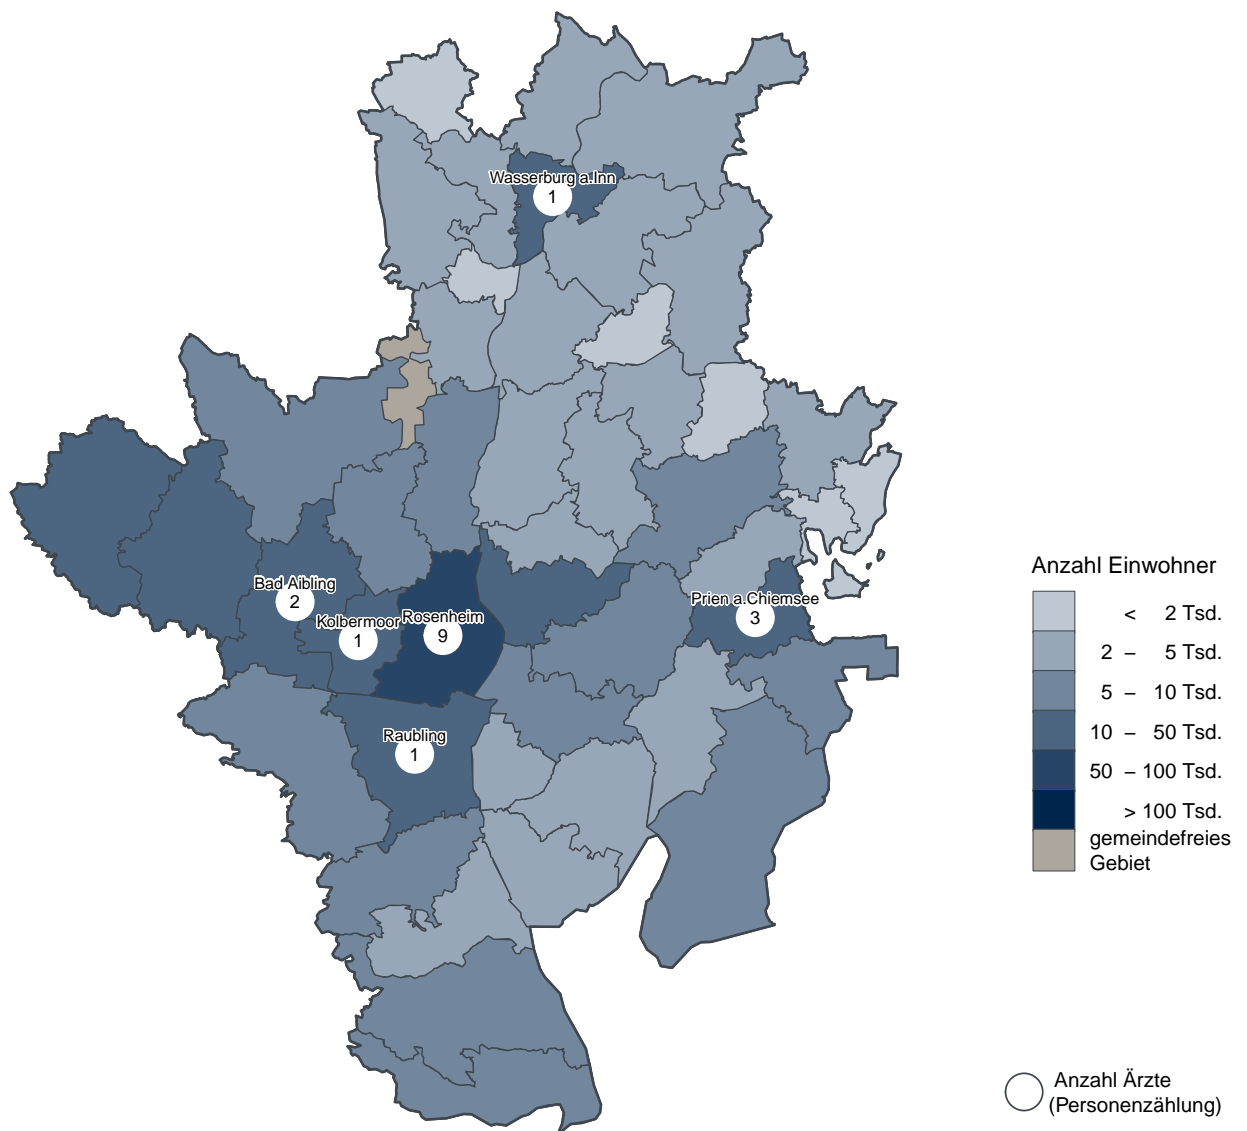 Wasserburg a.Inn
1
Bad Aibling
2
Kolbermoor
1
Rosenheim
9
Prien a.Chiemsee
3
Raubling
1
Anzahl Einwohner
< 2 Tsd.
2 – 5 Tsd.
5 – 10 Tsd.
10 – 50 Tsd.
50 – 100 Tsd.
> 100 Tsd.
gemeindefreies
Gebiet
Anzahl Ärzte
(Personenzählung)